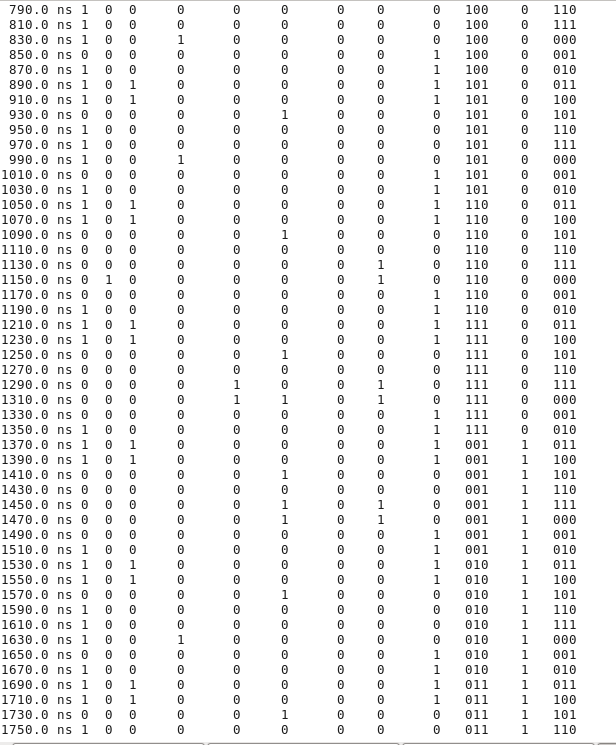 790.0 ns 1 0 0 0 0 0 0 0 0 100 0 110
810.0 ns 1 0 0 0 0 0 0 0 0 100 0 111
830.0 ns 1 0 0 1 0 0 0 0 0 100 0 000
850.0 ns 0 0 0 0 0 0 0 0 1 100 0 001
870.0 ns 1 0 0 0 0 0 0 0 1 100 0 010
890.0 ns 1 0 1 0 0 0 0 0 1 101 0 011
910.0 ns 1 0 1 0 0 0 0 0 1 101 0 100
930.0 ns 0 0 0 0 0 1 0 0 0 101 0 101
950.0 ns 1 0 0 0 0 0 0 0 0 101 0 110
970.0 ns 1 0 0 0 0 0 0 0 0 101 0 111
990.0 ns 1 0 0 1 0 0 0 0 0 101 0 000
1010.0 ns 0 0 0 0 0 0 0 0 1 101 0 001
1030.0 ns 1 0 0 0 0 0 0 0 1 101 0 010
1050.0 ns 1 0 1 0 0 0 0 0 1 110 0 011
1070.0 ns 1 0 1 0 0 0 0 0 1 110 0 100
1090.0 ns 0 0 0 0 0 1 0 0 0 110 0 101
1110.0 ns 0 0 0 0 0 0 0 0 0 110 0 110
1130.0 ns 0 0 0 0 0 0 0 1 0 110 0 111
1150.0 ns 0 1 0 0 0 0 0 1 0 110 0 000
1170.0 ns 0 0 0 0 0 0 0 0 1 110 0 001
1190.0 ns 1 0 0 0 0 0 0 0 1 110 0 010
1210.0 ns 1 0 1 0 0 0 0 0 1 111 0 011
1230.0 ns 1 0 1 0 0 0 0 0 1 111 0 100
1250.0 ns 0 0 0 0 0 1 0 0 0 111 0 101
1270.0 ns 0 0 0 0 0 0 0 0 0 111 0 110
1290.0 ns 0 0 0 0 1 0 0 1 0 111 0 111
1310.0 ns 0 0 0 0 1 1 0 1 0 111 0 000
1330.0 ns 0 0 0 0 0 0 0 0 1 111 0 001
1350.0 ns 1 0 0 0 0 0 0 0 1 111 0 010
1370.0 ns 1 0 1 0 0 0 0 0 1 001 1 011
1390.0 ns 1 0 1 0 0 0 0 0 1 001 1 100
1410.0 ns 0 0 0 0 0 1 0 0 0 001 1 101
1430.0 ns 0 0 0 0 0 0 0 0 0 001 1 110
1450.0 ns 0 0 0 0 0 1 0 1 0 001 1 111
1470.0 ns 0 0 0 0 0 1 0 1 0 001 1 000
1490.0 ns 0 0 0 0 0 0 0 0 1 001 1 001
1510.0 ns 1 0 0 0 0 0 0 0 1 001 1 010
1530.0 ns 1 0 1 0 0 0 0 0 1 010 1 011
1550.0 ns 1 0 1 0 0 0 0 0 1 010 1 100
1570.0 ns 0 0 0 0 0 1 0 0 0 010 1 101
1590.0 ns 1 0 0 0 0 0 0 0 0 010 1 110
1610.0 ns 1 0 0 0 0 0 0 0 0 010 1 111
1630.0 ns 1 0 0 1 0 0 0 0 0 010 1 000
1650.0 ns 0 0 0 0 0 0 0 0 1 010 1 001
1670.0 ns 1 0 0 0 0 0 0 0 1 010 1 010
1690.0 ns 1 0 1 0 0 0 0 0 1 011 1 011
1710.0 ns 1 0 1 0 0 0 0 0 1 011 1 100
1730.0 ns 0 0 0 0 0 1 0 0 0 011 1 101
1750.0 ns 1 0 0 0 0 0 0 0 0 011 1 110